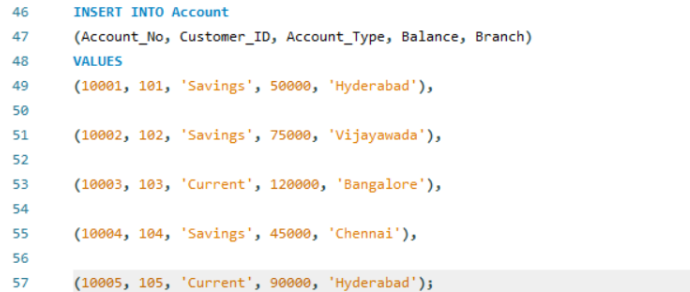 46 INSERT INTO Account
47 (Account_No, Customer_ID, Account_Type, Balance, Branch)
48 VALUES
49 (10001, 101, 'Savings', 50000, 'Hyderabad'),
50
51 (10002, 102, 'Savings', 75000, 'Vijayawada'),
52
53 (10003, 103, 'Current', 120000, 'Bangalore'),
54
55 (10004, 104, 'Savings', 45000, 'Chennai'),
56
57 (10005, 105, 'Current', 90000, 'Hyderabad');